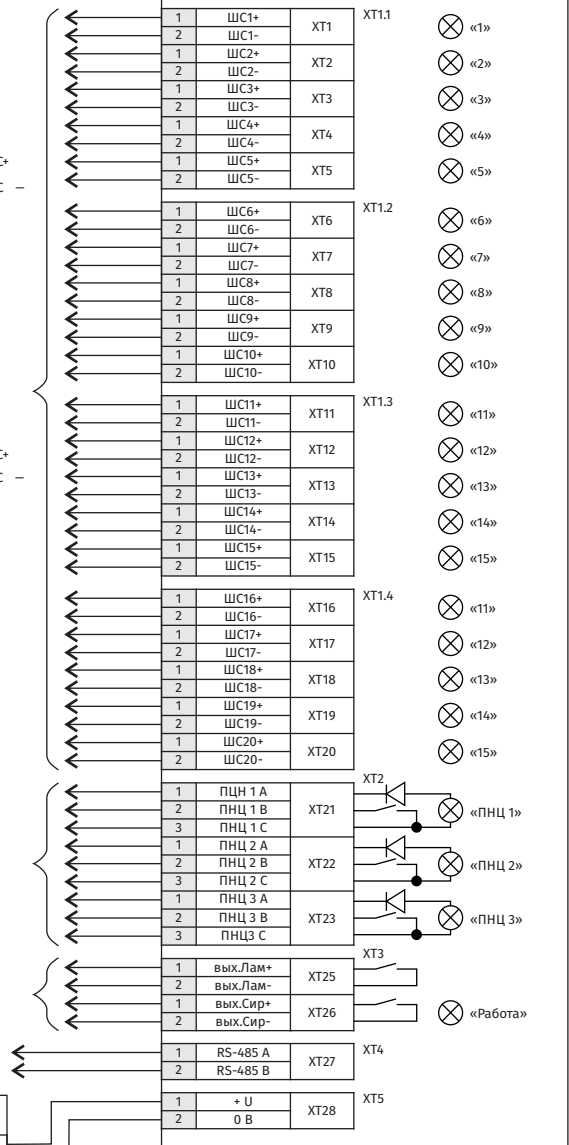 1 ШС1+ XT1 XT1.1 «1»
2 ШС1-
1 ШС2+ XT2 «2»
2 ШС2-
1 ШС3+ XT3 «3»
2 ШС3-
1 ШС4+ XT4 «4»
2 ШС4-
1 ШС5+ XT5 «5»
2 ШС5-
С+
С –
1 ШС6+ XT6 XT1.2 «6»
2 ШС6-
1 ШС7+ XT7 «7»
2 ШС7-
1 ШС8+ XT8 «8»
2 ШС8-
1 ШС9+ XT9 «9»
2 ШС9-
1 ШС10+ XT10 «10»
2 ШС10-
1 ШС11+ XT11 XT1.3 «11»
2 ШС11-
1 ШС12+ XT12 «12»
2 ШС12-
С+
С –
1 ШС13+ XT13 «13»
2 ШС13-
1 ШС14+ XT14 «14»
2 ШС14-
1 ШС15+ XT15 «15»
2 ШС15-
1 ШС16+ XT16 XT1.4 «11»
2 ШС16-
1 ШС17+ XT17 «12»
2 ШС17-
1 ШС18+ XT18 «13»
2 ШС18-
1 ШС19+ XT19 «14»
2 ШС19-
1 ШС20+ XT20 «15»
2 ШС20-
XT2
1 ПЦН 1 А
2 ПНЦ 1 В XT21 «ПНЦ 1»
3 ПНЦ 1 С
1 ПНЦ 2 А
2 ПНЦ 2 В XT22 «ПНЦ 2»
3 ПНЦ 2 С
1 ПНЦ 3 А
2 ПНЦ 3 В XT23 «ПНЦ 3»
3 ПНЦ3 С
XT3
1 вых.Лам+ XT25
2 вых.Лам-
1 вых.Сир+ XT26 «Работа»
2 вых.Сир-
1 RS-485 A XT27 XT4
2 RS-485 B
1 + U XT28 XT5
2 0 В